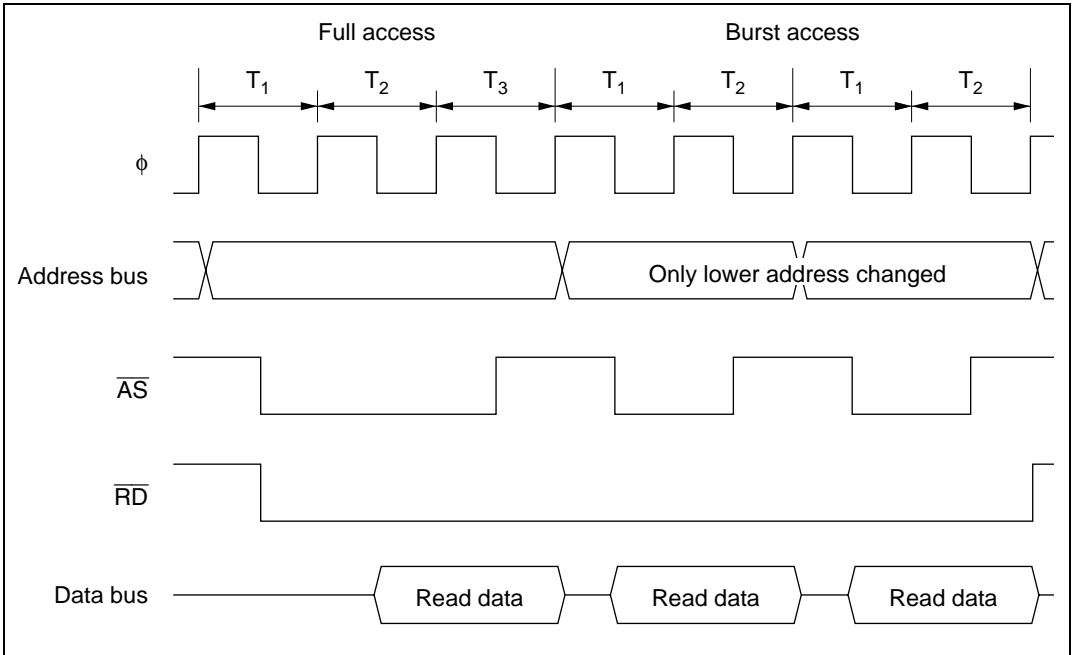 Full access Burst access
T1 T2 T3 T1 T2 T1 T2
ϕ
Address bus Only lower address changed
AS
RD
Data bus Read data Read data Read data